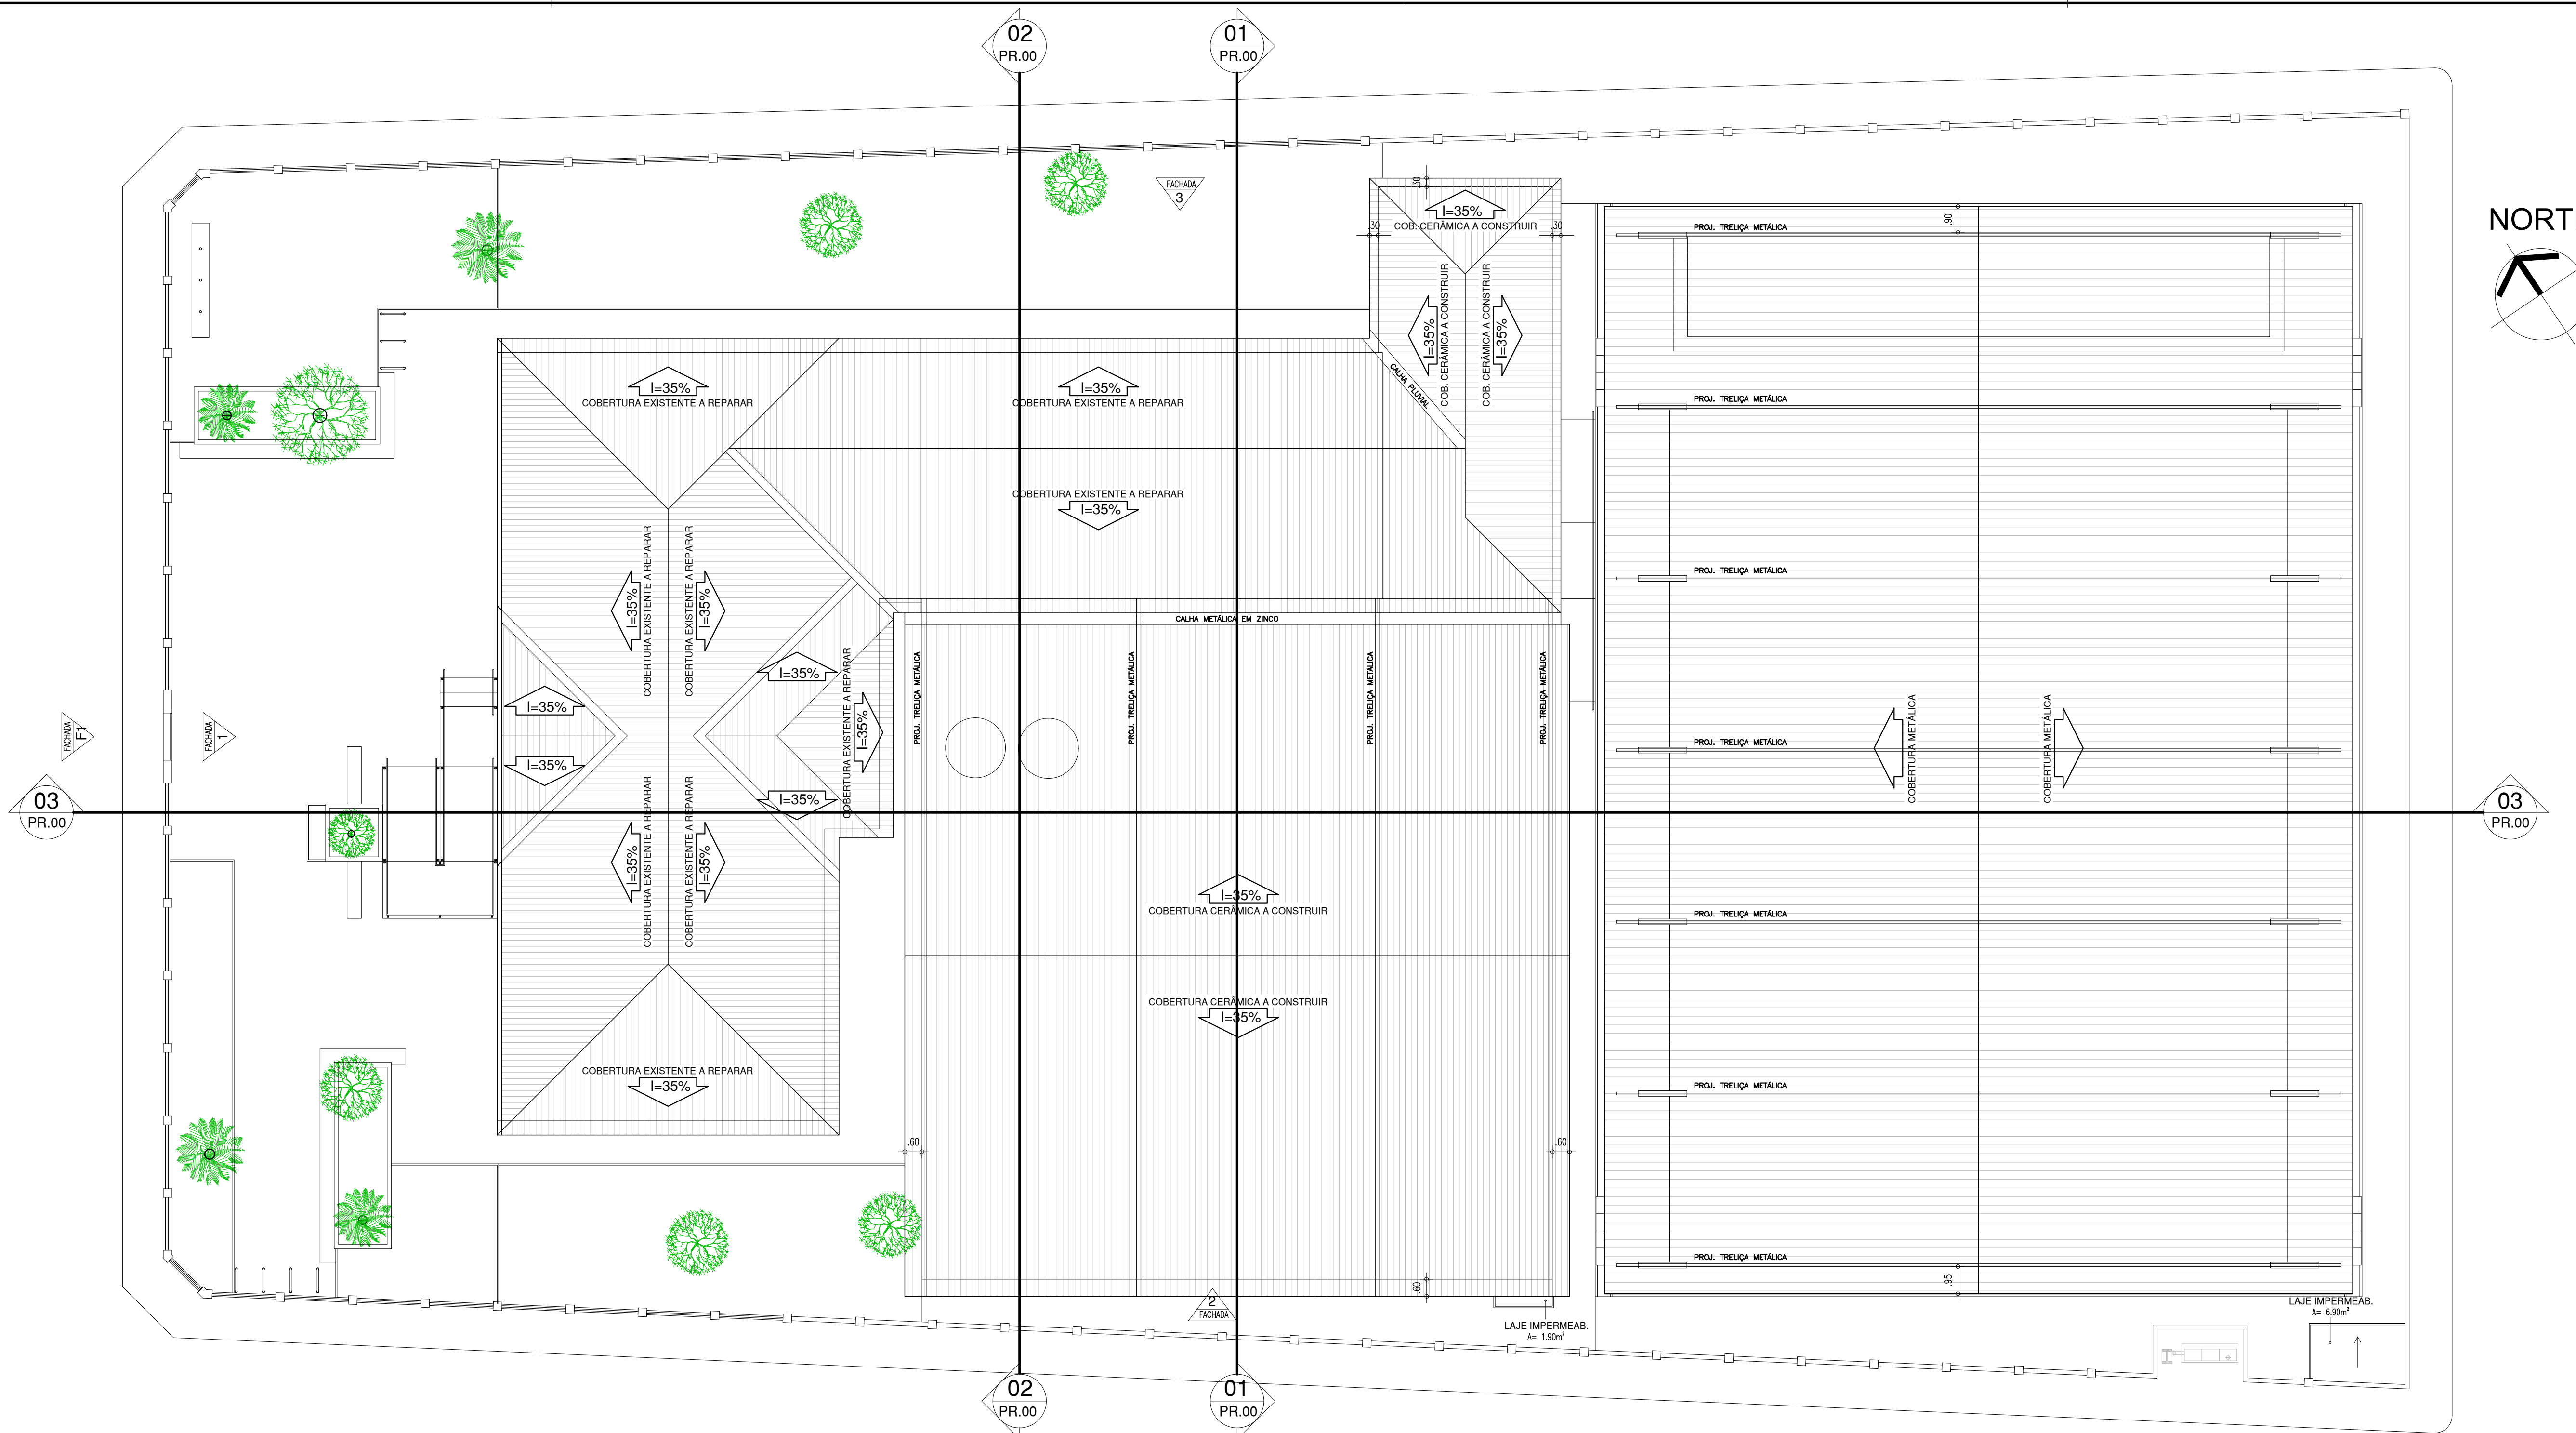 02
PR.00
01
PR.00
FACHADA
3
.30
I=35%
COB. CERÂMICA A CONSTRUIR
.30
.30
.90
PROJ. TRELIÇA METÁLICA
COB. CERÂMICA A CONSTRUIR
I=35%
COB. CERÂMICA A CONSTRUIR
I=35%
CALHA PLUVIAL
I=35%
COBERTURA EXISTENTE A REPARAR
I=35%
COBERTURA EXISTENTE A REPARAR
PROJ. TRELIÇA METÁLICA
COBERTURA EXISTENTE A REPARAR
I=35%
I=35%
COBERTURA EXISTENTE A REPARAR
COBERTURA EXISTENTE A REPARAR
I=35%
PROJ. TRELIÇA METÁLICA
CALHA METÁLICA EM ZINCO
I=35%
I=35%
I=35%
I=35%
COBERTURA EXISTENTE A REPARAR
I=35%
PROJ. TRELIÇA METÁLICA
PROJ. TRELIÇA METÁLICA
PROJ. TRELIÇA METÁLICA
PROJ. TRELIÇA METÁLICA
PROJ. TRELIÇA METÁLICA
COBERTURA METÁLICA
COBERTURA METÁLICA
FACHADA
F1
FACHADA
1
03
PR.00
03
PR.00
I=35%
COBERTURA EXISTENTE A REPARAR
COBERTURA EXISTENTE A REPARAR
I=35%
I=35%
COBERTURA CERÂMICA A CONSTRUIR
PROJ. TRELIÇA METÁLICA
COBERTURA CERÂMICA A CONSTRUIR
I=35%
COBERTURA EXISTENTE A REPARAR
I=35%
PROJ. TRELIÇA METÁLICA
.60
.60
PROJ. TRELIÇA METÁLICA
.60
.95
2
FACHADA
LAJE IMPERMEAB.
A= 1.90m²
LAJE IMPERMEAB.
A= 6.90m²
02
PR.00
01
PR.00